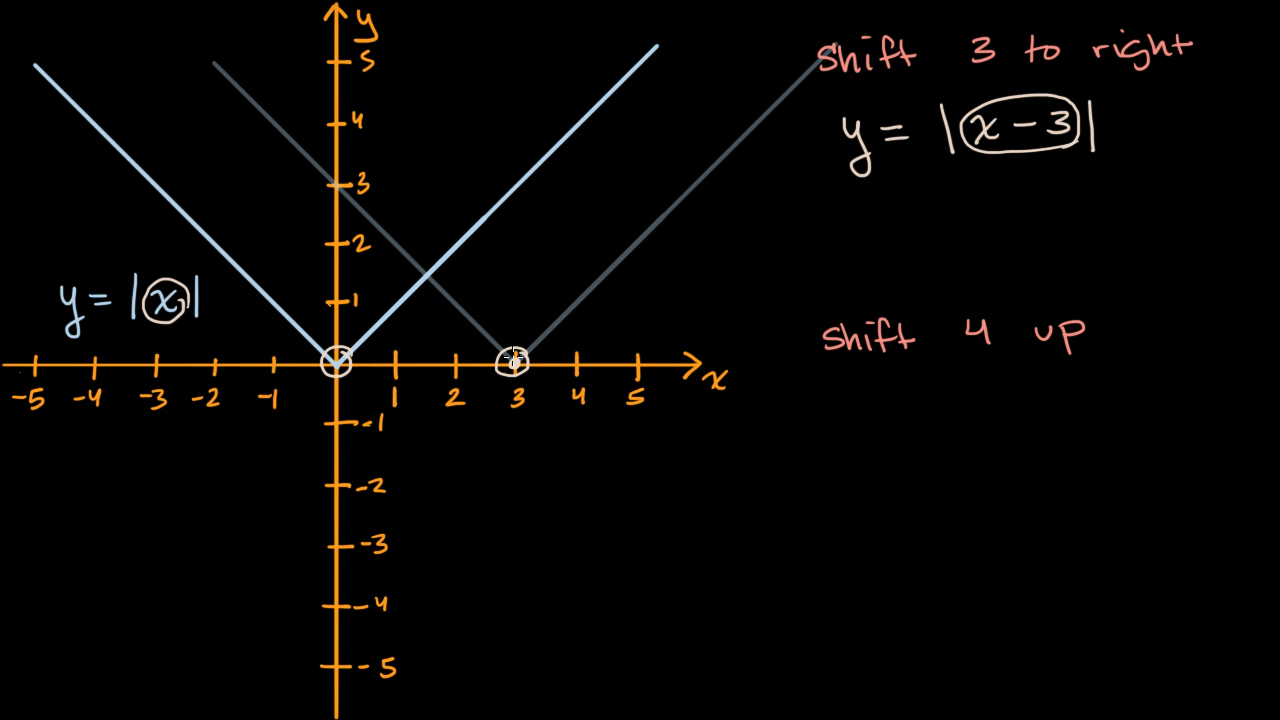 y
5
4
3
2
1
-5 -4 -3 -2 -1 1 2 3 4 5 x
-1
-2
-3
-4
-5
y = |x|
shift 3 to right
y = |x - 3|
shift 4 up